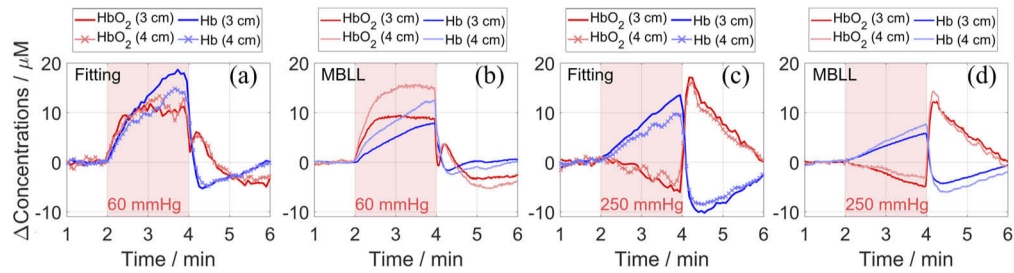 HbO2 (3 cm) Hb (3 cm) HbO2 (3 cm) Hb (3 cm) HbO2 (3 cm) Hb (3 cm) HbO2 (3 cm) Hb (3 cm)
HbO2 (4 cm) Hb (4 cm) HbO2 (4 cm) Hb (4 cm) HbO2 (4 cm) Hb (4 cm) HbO2 (4 cm) Hb (4 cm)
ΔConcentrations / μM
20 20 20 20
Fitting (a) MBLL (b) Fitting (c) MBLL (d)
10 10 10 10
0 0 0 0
-10 60 mmHg -10 60 mmHg -10 250 mmHg -10 250 mmHg
1 2 3 4 5 6 1 2 3 4 5 6 1 2 3 4 5 6 1 2 3 4 5 6
Time / min Time / min Time / min Time / min